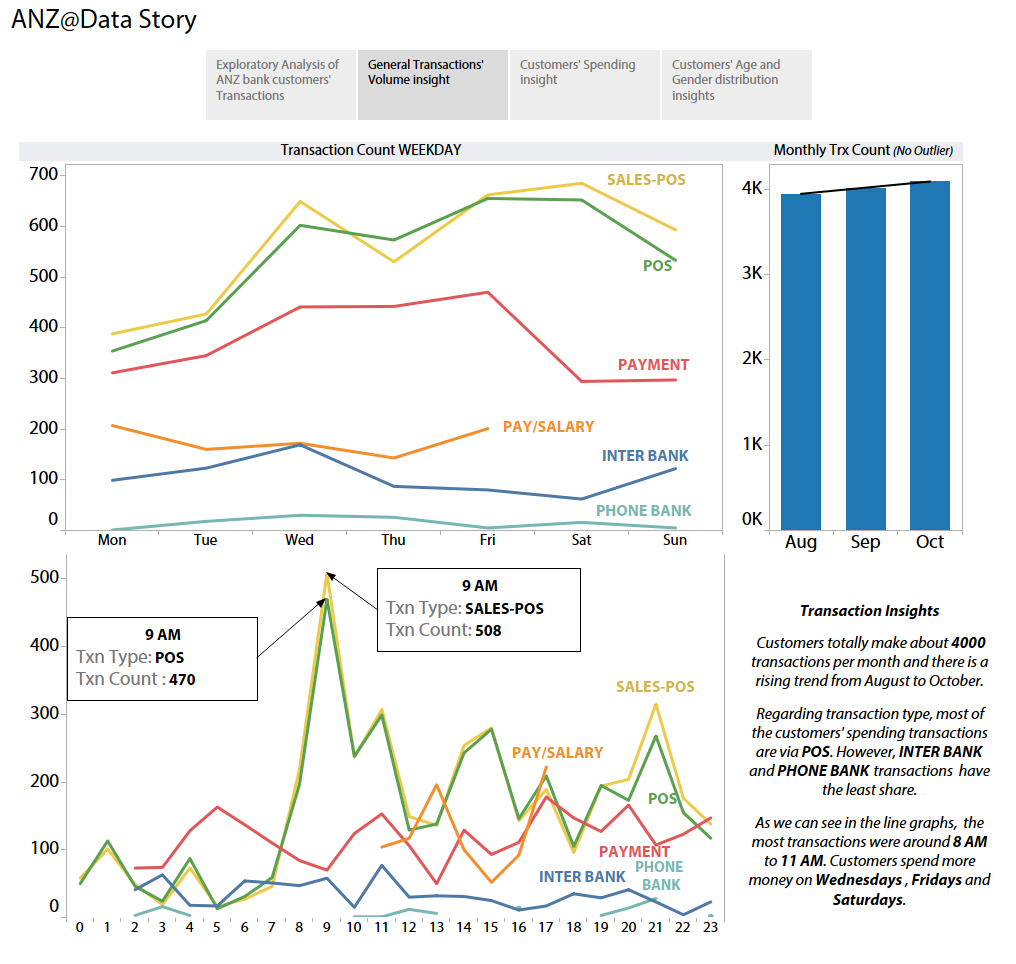 ANZ@Data Story
Exploratory Analysis of
ANZ bank customers'
Transactions
General Transactions'
Volume insight
Customers' Spending
insight
Customers' Age and
Gender distribution
insights
Transaction Count WEEKDAY
700
600
500
400
300
200
100
0
SALES-POS
POS
PAYMENT
PAY/SALARY
INTER BANK
PHONE BANK
Mon Tue Wed Thu Fri Sat Sun
Monthly Trx Count (No Outlier)
4K
3K
2K
1K
0K
Aug Sep Oct
500
400
300
200
100
0
9 AM
Txn Type: POS
Txn Count : 470
9 AM
Txn Type: SALES-POS
Txn Count: 508
SALES-POS
PAY/SALARY
POS
PAYMENT
INTER BANK
PHONE
BANK
0 1 2 3 4 5 6 7 8 9 10 11 12 13 14 15 16 17 18 19 20 21 22 23
Transaction Insights
Customers totally make about 4000
transactions per month and there is a
rising trend from August to October.
Regarding transaction type, most of
the customers' spending transactions
are via POS. However, INTER BANK
and PHONE BANK transactions have
the least share.
As we can see in the line graphs, the
most transactions were around 8 AM
to 11 AM. Customers spend more
money on Wednesdays , Fridays and
Saturdays.